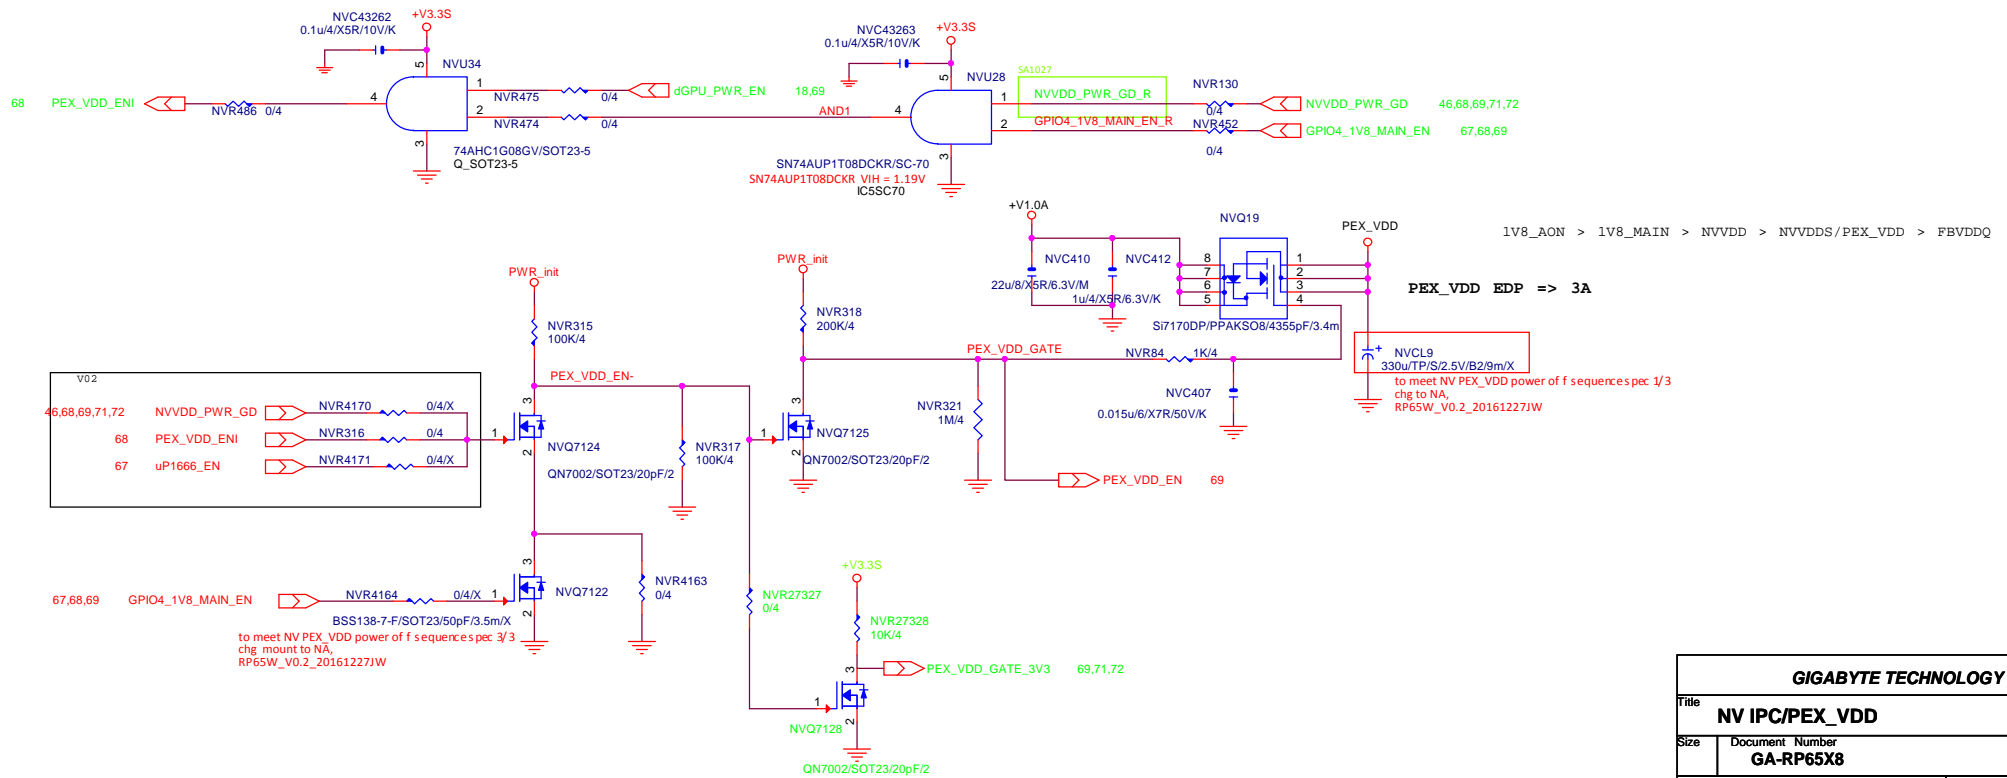 NVC43262
0.1u/4/X5R/10V/K
+V3.3S
5
NVU34
68 PEX_VDD_ENI
NVR486 0/4
4
1
2
3
NVR475 0/4
NVR474 0/4
dGPU_PWR_EN 18,69
74AHC1G08GV/SOT23-5
Q_SOT23-5
NVC43263
0.1u/4/X5R/10V/K
+V3.3S
5
NVU28
AND1
4
1
2
3
SA1027
NVVDD_PWR_GD_R
GPIO4_1V8_MAIN_EN_R
NVR130
0/4
NVR452
0/4
NVVDD_PWR_GD 46,68,69,71,72
GPIO4_1V8_MAIN_EN 67,68,69
SN74AUP1T08DCKR/SC-70
SN74AUP1T08DCKR VIH = 1.19V
IC5SC70
+V1.0A
NVC410
22u/8/X5R/6.3V/M
NVC412
1u/4/X5R/6.3V/K
NVQ19
8
7
6
5
1
2
3
4
Si7170DP/PPAKSO8/4355pF/3.4m
PEX_VDD
1V8_AON > 1V8_MAIN > NVVDD > NVVDDS/PEX_VDD > FBVDDQ
PEX_VDD EDP => 3A
NVCL9
+
330u/TP/S/2.5V/B2/9m/X
to meet NV PEX_VDD power off sequence spec 1/3
chg to NA,
RP65W_V0.2_20161227JW
PWR_init
NVR315
100K/4
PEX_VDD_EN-
PWR_init
NVR318
200K/4
PEX_VDD_GATE
NVR84 1K/4
NVC407
0.015u/6/X7R/50V/K
V02
46,68,69,71,72 NVVDD_PWR_GD NVR4170 0/4/X
68 PEX_VDD_ENI NVR316 0/4
67 uP1666_EN NVR4171 0/4/X
1
3
2
NVQ7124
QN7002/SOT23/20pF/2
NVR317
100K/4
1
3
2
NVQ7125
QN7002/SOT23/20pF/2
NVR321
1M/4
PEX_VDD_EN 69
67,68,69 GPIO4_1V8_MAIN_EN NVR4164 0/4/X
1
3
2
NVQ7122
BSS138-7-F/SOT23/50pF/3.5m/X
to meet NV PEX_VDD power off sequence spec 3/3
chg mount to NA,
RP65W_V0.2_20161227JW
NVR4163
0/4
NVR27327
0/4
+V3.3S
NVR27328
10K/4
PEX_VDD_GATE_3V3 69,71,72
1
3
2
NVQ7128
QN7002/SOT23/20pF/2
GIGABYTE TECHNOLOGY
Title
NV IPC/PEX_VDD
Size
Document Number
GA-RP65X8